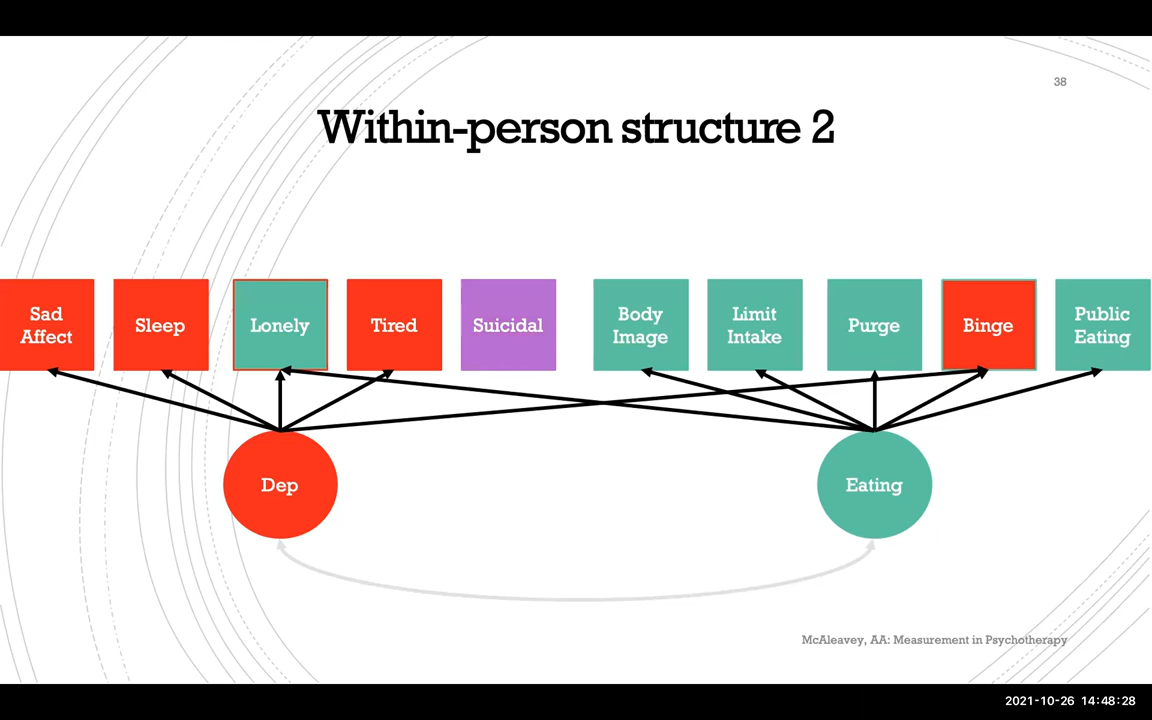 38
Within-person structure 2
Sad
Affect
Sleep
Lonely
Tired
Suicidal
Body
Image
Limit
Intake
Purge
Binge
Public
Eating
Dep
Eating
McAleavey, AA: Measurement in Psychotherapy
2021-10-26 14:48:28